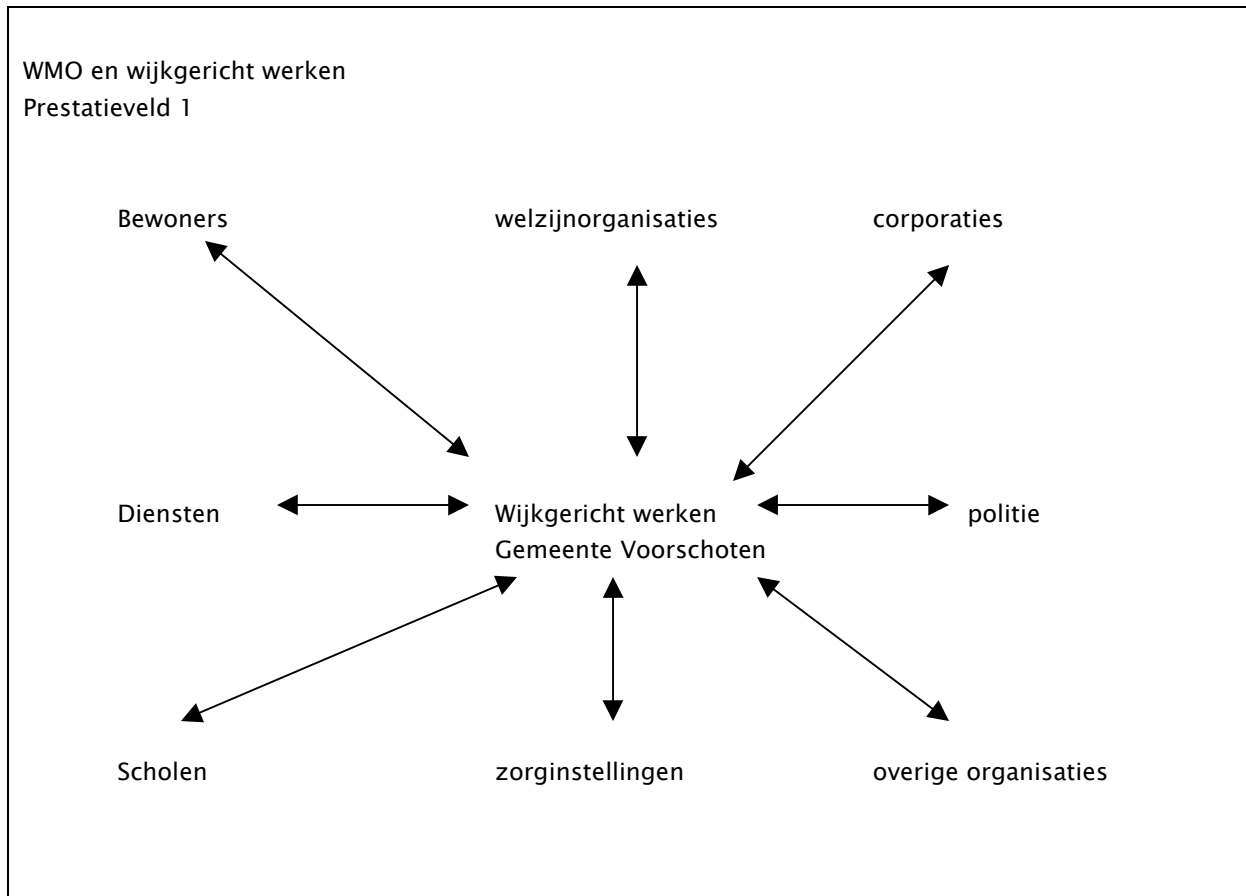 WMO en wijkgericht werken
Prestatieveld 1
Bewoners welzijnorganisaties corporaties
Diensten Wijkgericht werken politie
Gemeente Voorschoten
Scholen zorginstellingen overige organisaties